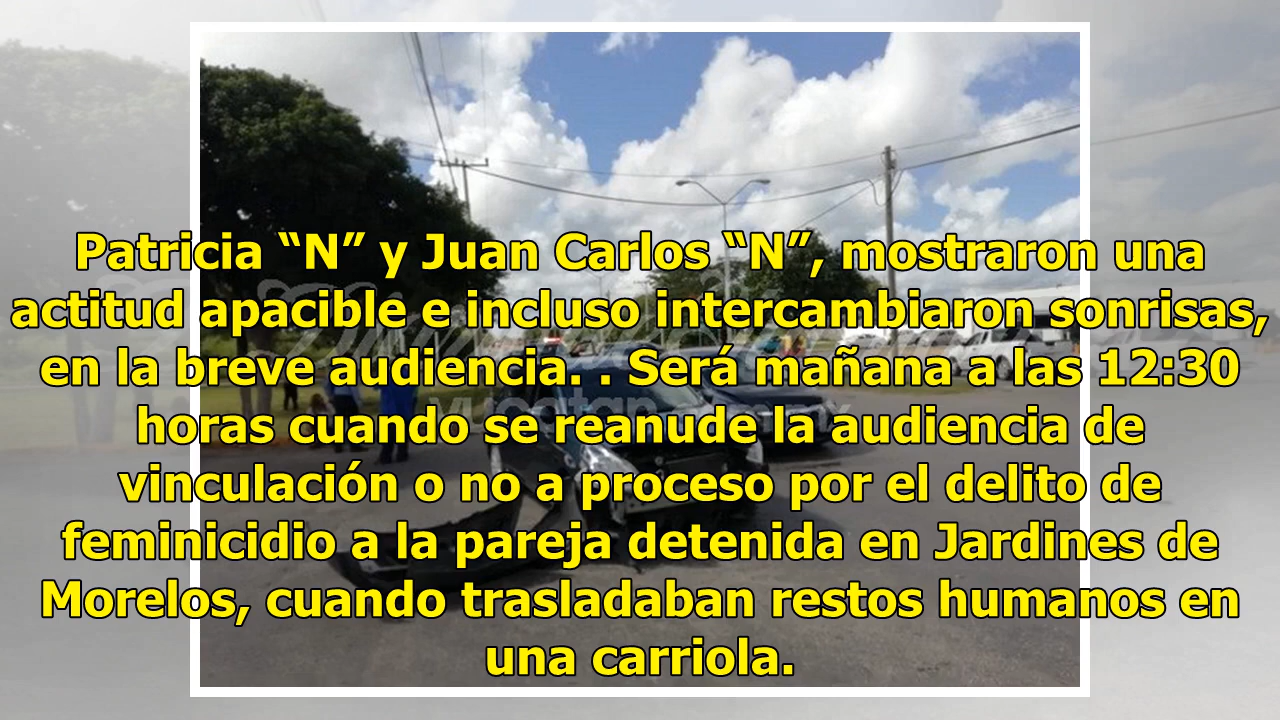 Patricia “N” y Juan Carlos “N”, mostraron una
actitud apacible e incluso intercambiaron sonrisas,
en la breve audiencia. . Será mañana a las 12:30
horas cuando se reanude la audiencia de
vinculación o no a proceso por el delito de
feminicidio a la pareja detenida en Jardines de
Morelos, cuando trasladaban restos humanos en
una carriola.